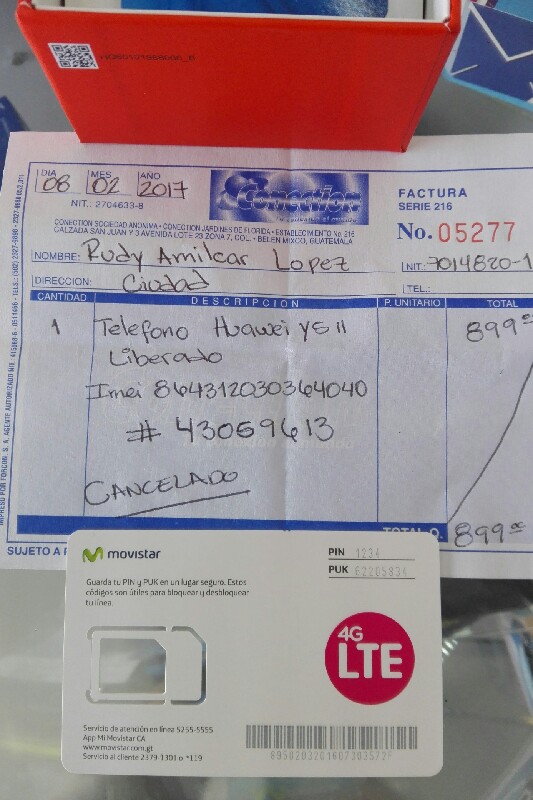 DIA MES AÑO
08 02 2017
NIT.: 2704633-8
Conection
FACTURA
SERIE 216
No. 05277
CONECTION SOCIEDAD ANONIMA • CONECTION JARDINES DE FLORIDA • ESTABLECIMIENTO No. 216
CALZADA SAN JUAN Y 3 AVENIDA LOTE 23 ZONA 7, COL. • BELEN MIXCO, GUATEMALA
NOMBRE: Rudy Amilcar Lopez NIT: 7014820-1
DIRECCION: Ciudad TEL.:
CANTIDAD DESCRIPCION P. UNITARIO TOTAL
1 Telefono Huawei Y5 II 899.00
Liberado
Imei 864312030364040
# 43059613
CANCELADO
TOTAL Q. 899.00
SUJETO A
movistar
PIN 1234
PUK 62205834
Guarda tu PIN y PUK en un lugar seguro. Estos
códigos son útiles para bloquear y desbloquear
tu línea.
4G
LTE
Servicio de atención en línea 5255-5555
App Mi Movistar CA
www.movistar.com.gt
Servicio al cliente 2379-1301 o *119
8950203201607303572F